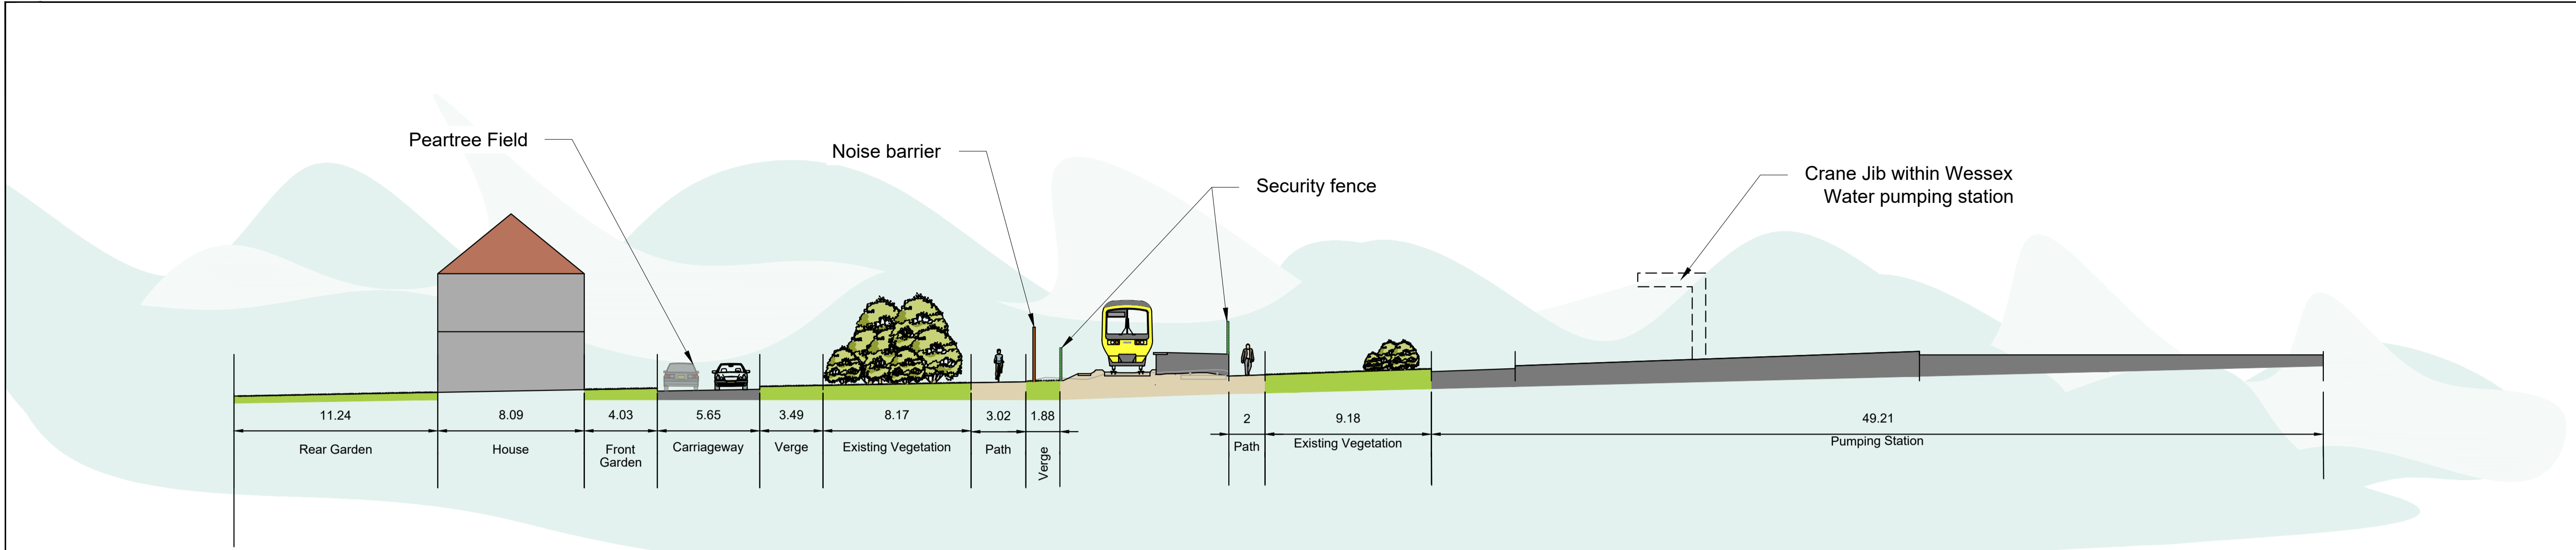 Peartree Field
Noise barrier
Security fence
Crane Jib within Wessex
Water pumping station
11.24
8.09
4.03
5.65
3.49
8.17
3.02
1.88
2
9.18
49.21
Rear Garden
House
Front
Garden
Carriageway
Verge
Existing Vegetation
Path
Verge
Path
Existing Vegetation
Pumping Station